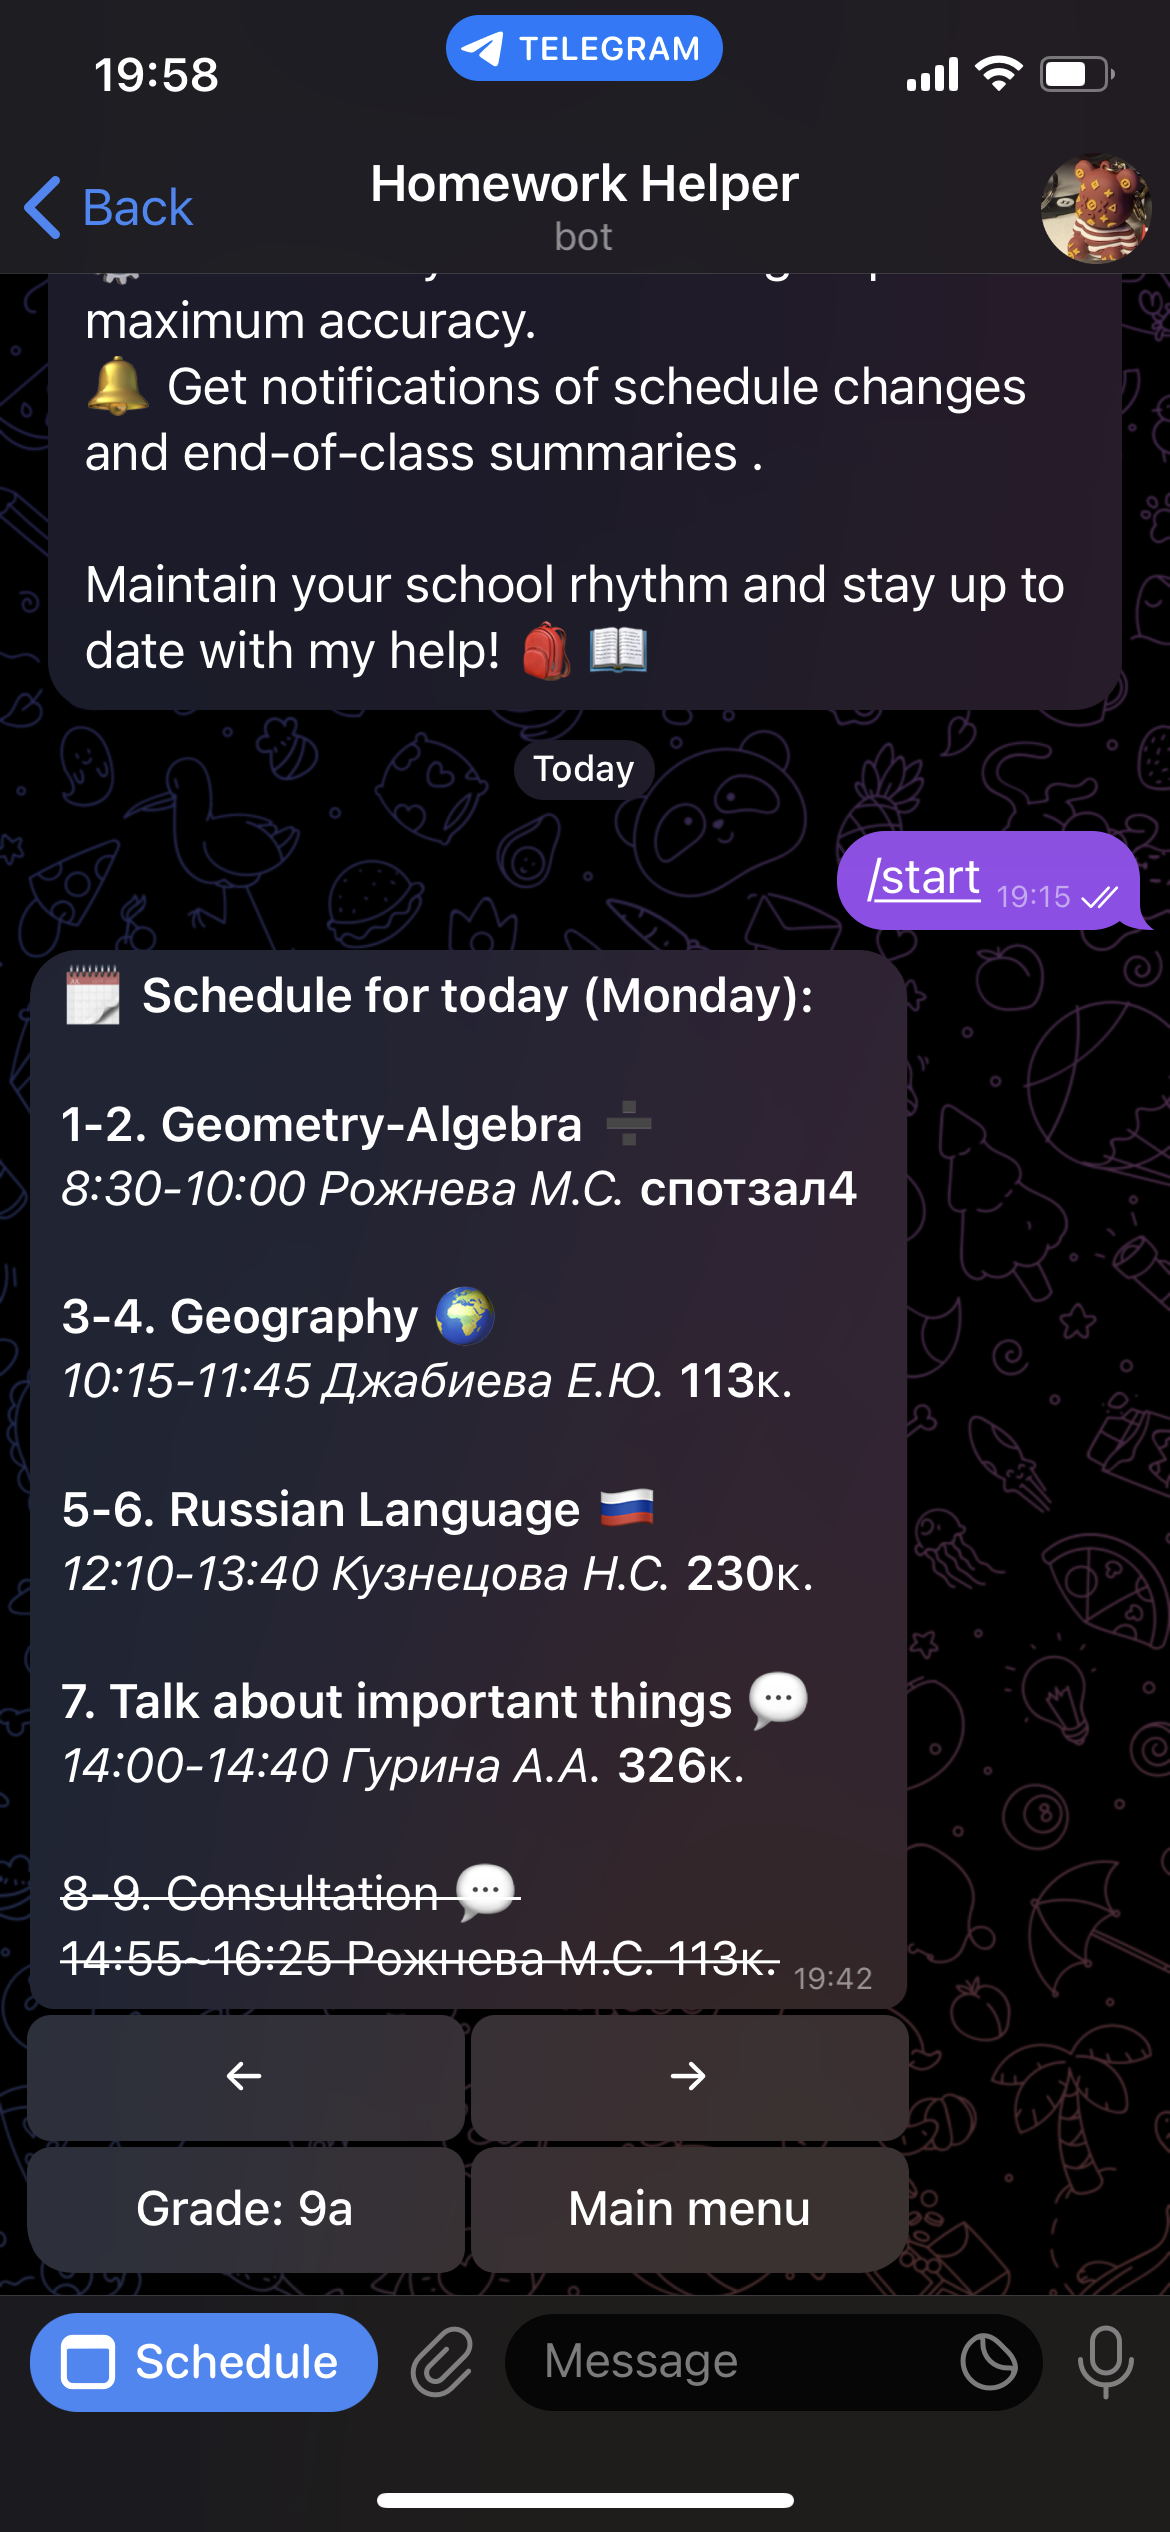 19:58
TELEGRAM
Back
Homework Helper
bot
maximum accuracy.
🔔 Get notifications of schedule changes
and end-of-class summaries .
Maintain your school rhythm and stay up to
date with my help! 🎒 📖
Today
/start 19:15
🗓 Schedule for today (Monday):
1-2. Geometry-Algebra ➗
8:30-10:00 Рожнева М.С. спотзал4
3-4. Geography 🌍
10:15-11:45 Джабиева Е.Ю. 113к.
5-6. Russian Language 🇷🇺
12:10-13:40 Кузнецова Н.С. 230к.
7. Talk about important things 💬
14:00-14:40 Гурина А.А. 326к.
8-9. Consultation 💬
14:55~16:25 Рожнева М.С. 113к. 19:42
← →
Grade: 9a Main menu
Schedule Message